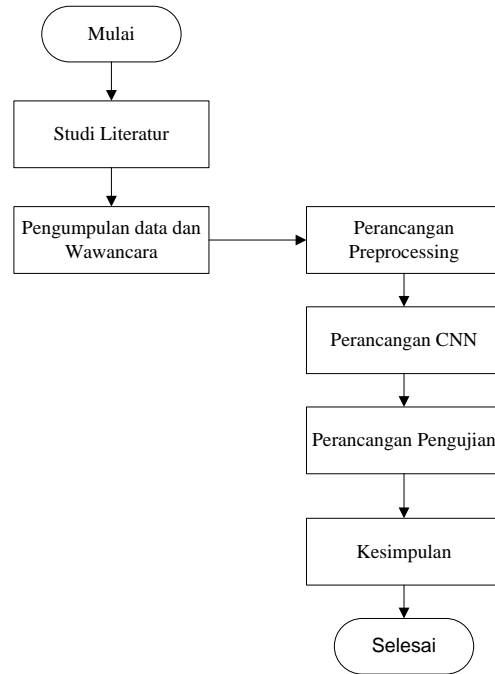 Mulai
Studi Literatur
Pengumpulan data dan
Wawancara
Perancangan
Preprocessing
Perancangan CNN
Perancangan Pengujian
Kesimpulan
Selesai